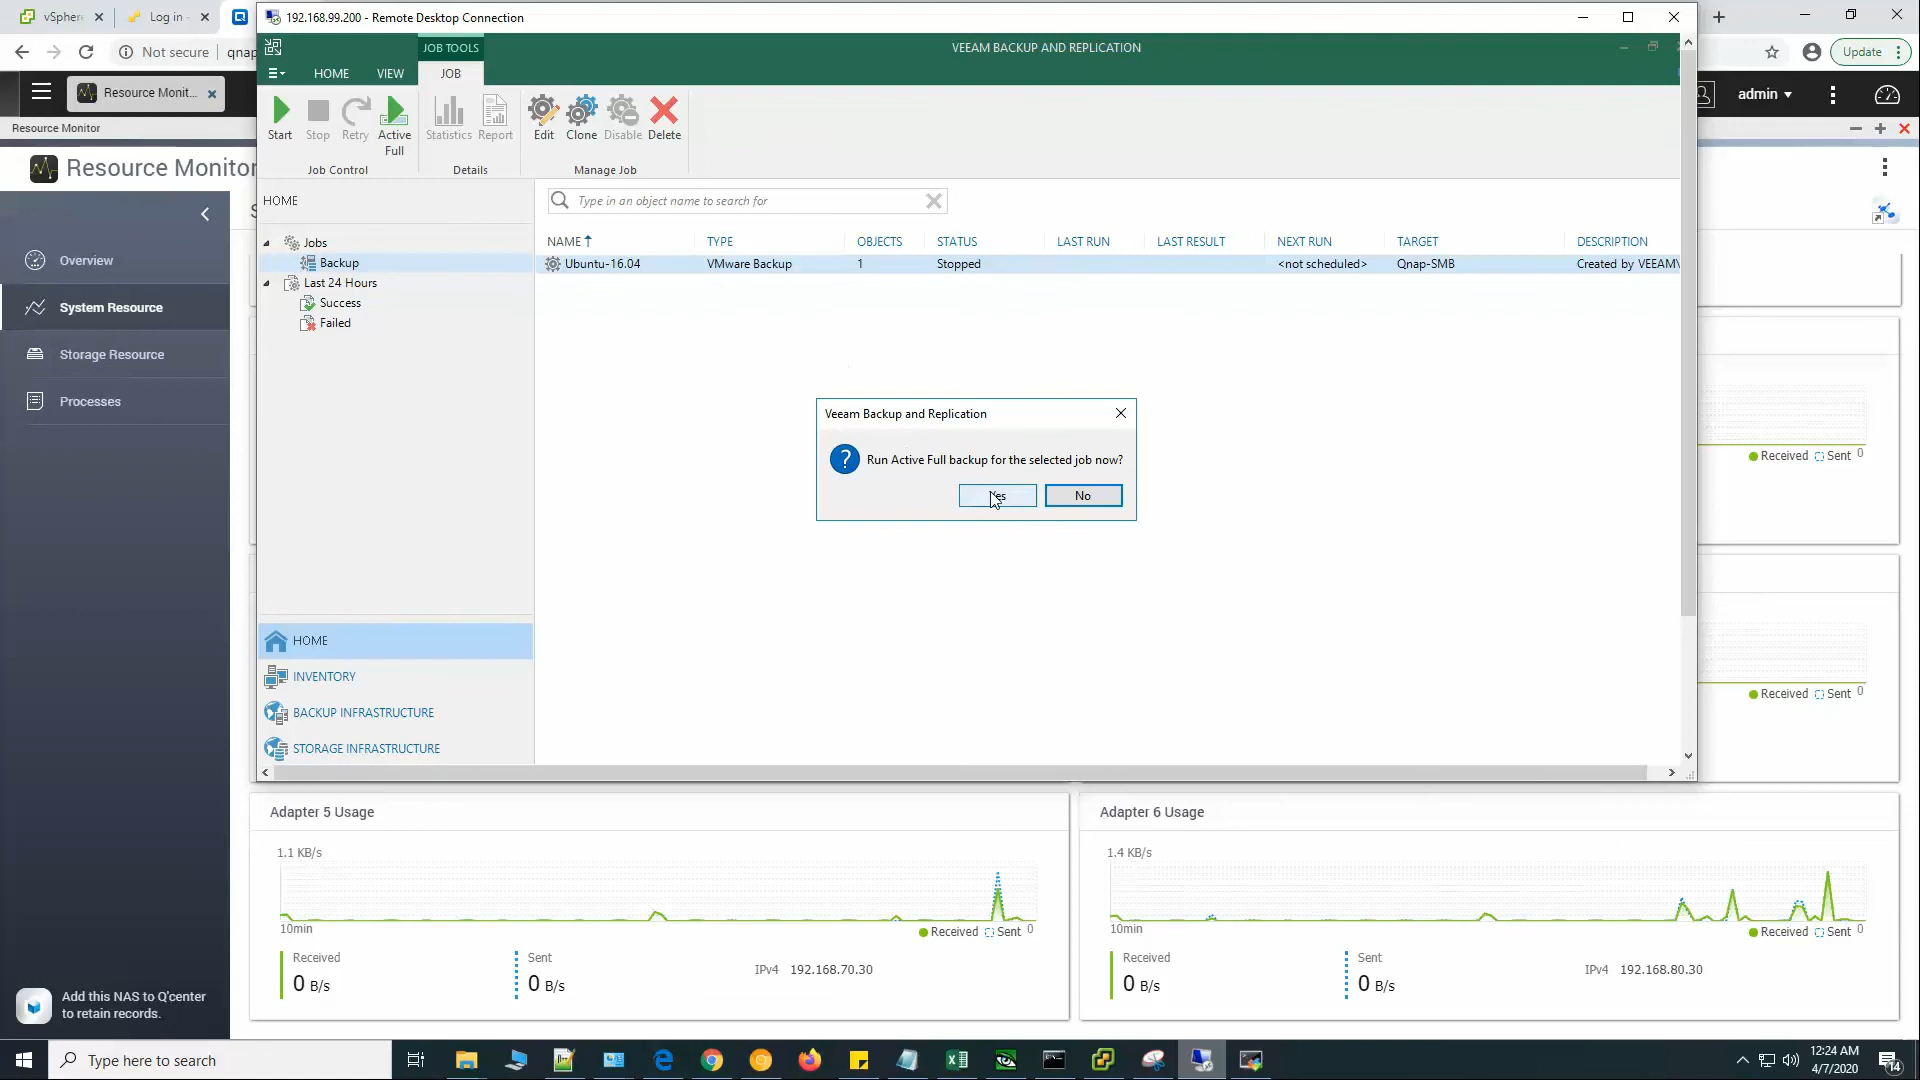 vSphere
Log in -
192.168.99.200 - Remote Desktop Connection
Not secure
qnap
Update
JOB TOOLS
VEEAM BACKUP AND REPLICATION
HOME
VIEW
JOB
Resource Monit...
admin
Resource Monitor
Start
Stop
Retry
Active
Full
Statistics
Report
Edit
Clone
Disable
Delete
Job Control
Details
Manage Job
Resource Monitor
HOME
Type in an object name to search for
NAME
TYPE
OBJECTS
STATUS
LAST RUN
LAST RESULT
NEXT RUN
TARGET
DESCRIPTION
Ubuntu-16.04
VMware Backup
1
Stopped
<not scheduled>
Qnap-SMB
Created by VEEAM\
Jobs
Backup
Last 24 Hours
Success
Failed
Overview
System Resource
Storage Resource
Processes
Veeam Backup and Replication
Run Active Full backup for the selected job now?
Yes
No
Received
Sent
0
HOME
INVENTORY
BACKUP INFRASTRUCTURE
STORAGE INFRASTRUCTURE
Received
Sent
0
Adapter 5 Usage
1.1 KB/s
10min
Received
Sent
0
Received
0 B/s
Sent
0 B/s
IPv4 192.168.70.30
Adapter 6 Usage
1.4 KB/s
10min
Received
Sent
0
Received
0 B/s
Sent
0 B/s
IPv4 192.168.80.30
Add this NAS to Q'center
to retain records.
Type here to search
12:24 AM
4/7/2020
14